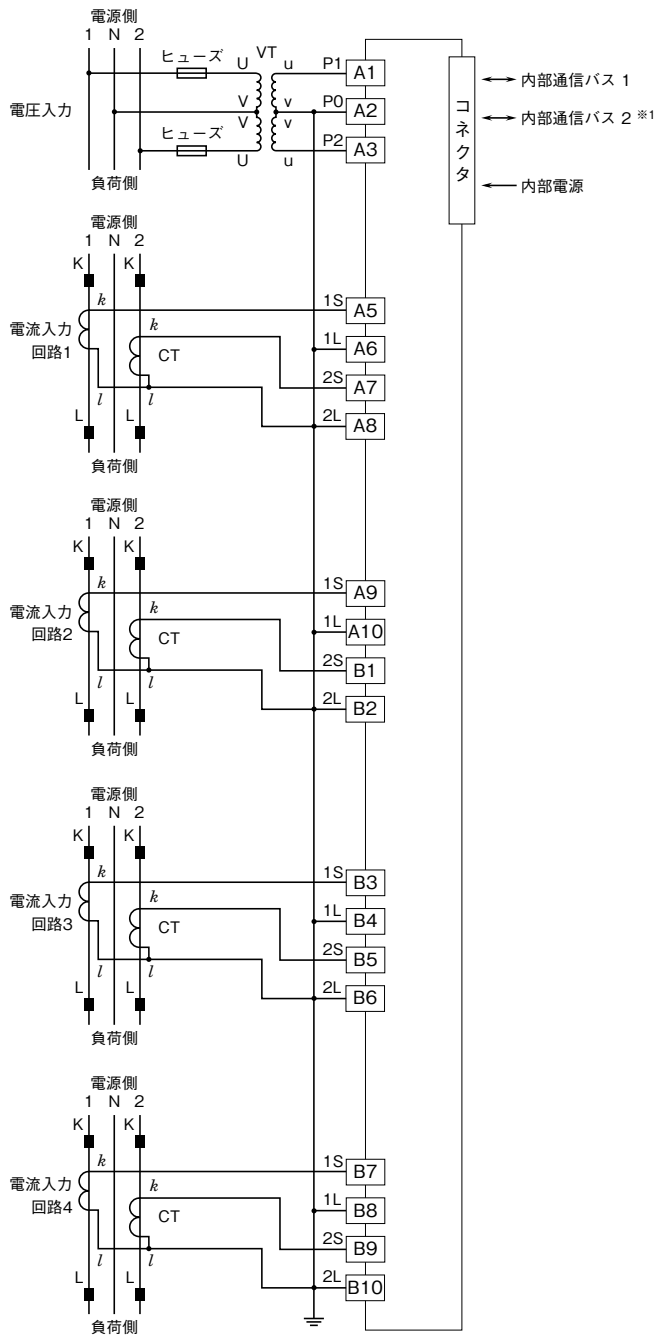 電源側
1 N 2
ヒューズ
U
VT
u
P1
A1
電圧入力
V
v
P0
A2
V
v
ヒューズ
U
u
P2
A3
負荷側
コネクタ
内部通信バス 1
内部通信バス 2 ※1
内部電源
電源側
1 N 2
K
K
k
1S
A5
電流入力
回路1
k
1L
A6
CT
2S
A7
l
l
L
L
2L
A8
負荷側
電源側
1 N 2
K
K
k
1S
A9
電流入力
回路2
k
1L
A10
CT
2S
B1
l
l
L
L
2L
B2
負荷側
電源側
1 N 2
K
K
k
1S
B3
電流入力
回路3
k
1L
B4
CT
2S
B5
l
l
L
L
2L
B6
負荷側
電源側
1 N 2
K
K
k
1S
B7
電流入力
回路4
k
1L
B8
CT
2S
B9
l
l
L
L
2L
B10
負荷側